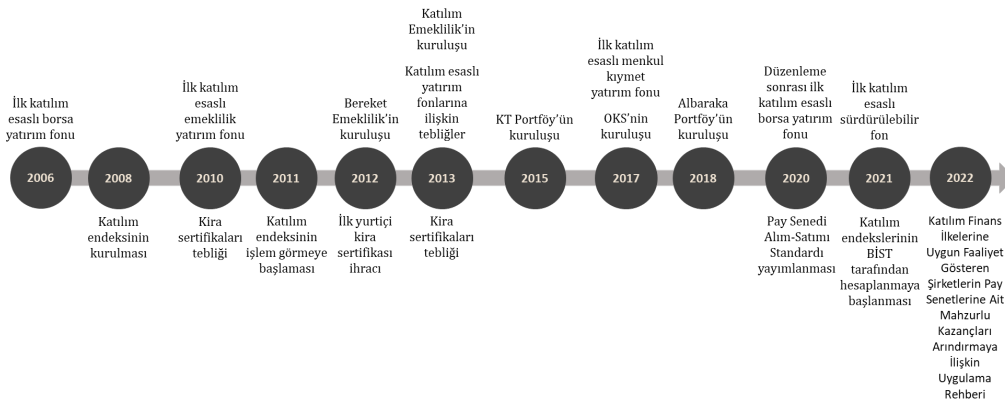 İlk katılım
esaslı borsa
yatırım fonu
2006
2008
Katılım
endeksinin
kurulması
İlk katılım
esaslı
emeklilik
yatırım fonu
2010
Kira
sertifikaları
tebliği
2011
Katılım
endeksinin
işlem görmeye
başlaması
Bereket
Emeklilik'in
kuruluşu
2012
İlk yurtiçi
kira
sertifikası
ihracı
Katılım
Emeklilik'in
kuruluşu
Katılım esaslı
yatırım
fonlarına
ilişkin
tebliğler
2013
Kira
sertifikaları
tebliği
KT Portföy'ün
kuruluşu
2015
İlk katılım
esaslı menkul
kıymet
yatırım fonu
OKS'nin
kuruluşu
2017
Albaraka
Portföy'ün
kuruluşu
2018
Düzenleme
sonrası ilk
katılım esaslı
borsa yatırım
fonu
2020
Pay Senedi
Alım-Satımı
Standardı
yayımlanması
İlk katılım
esaslı
sürdürülebilir
fon
2021
Katılım
endekslerinin
BİST
tarafından
hesaplanmaya
başlanması
2022
Katılım Finans
İlkelerine
Uygun Faaliyet
Gösteren
Şirketlerin Pay
Senetlerine Ait
Mahzurlu
Kazançları
Arındırmaya
İlişkin
Uygulama
Rehberi